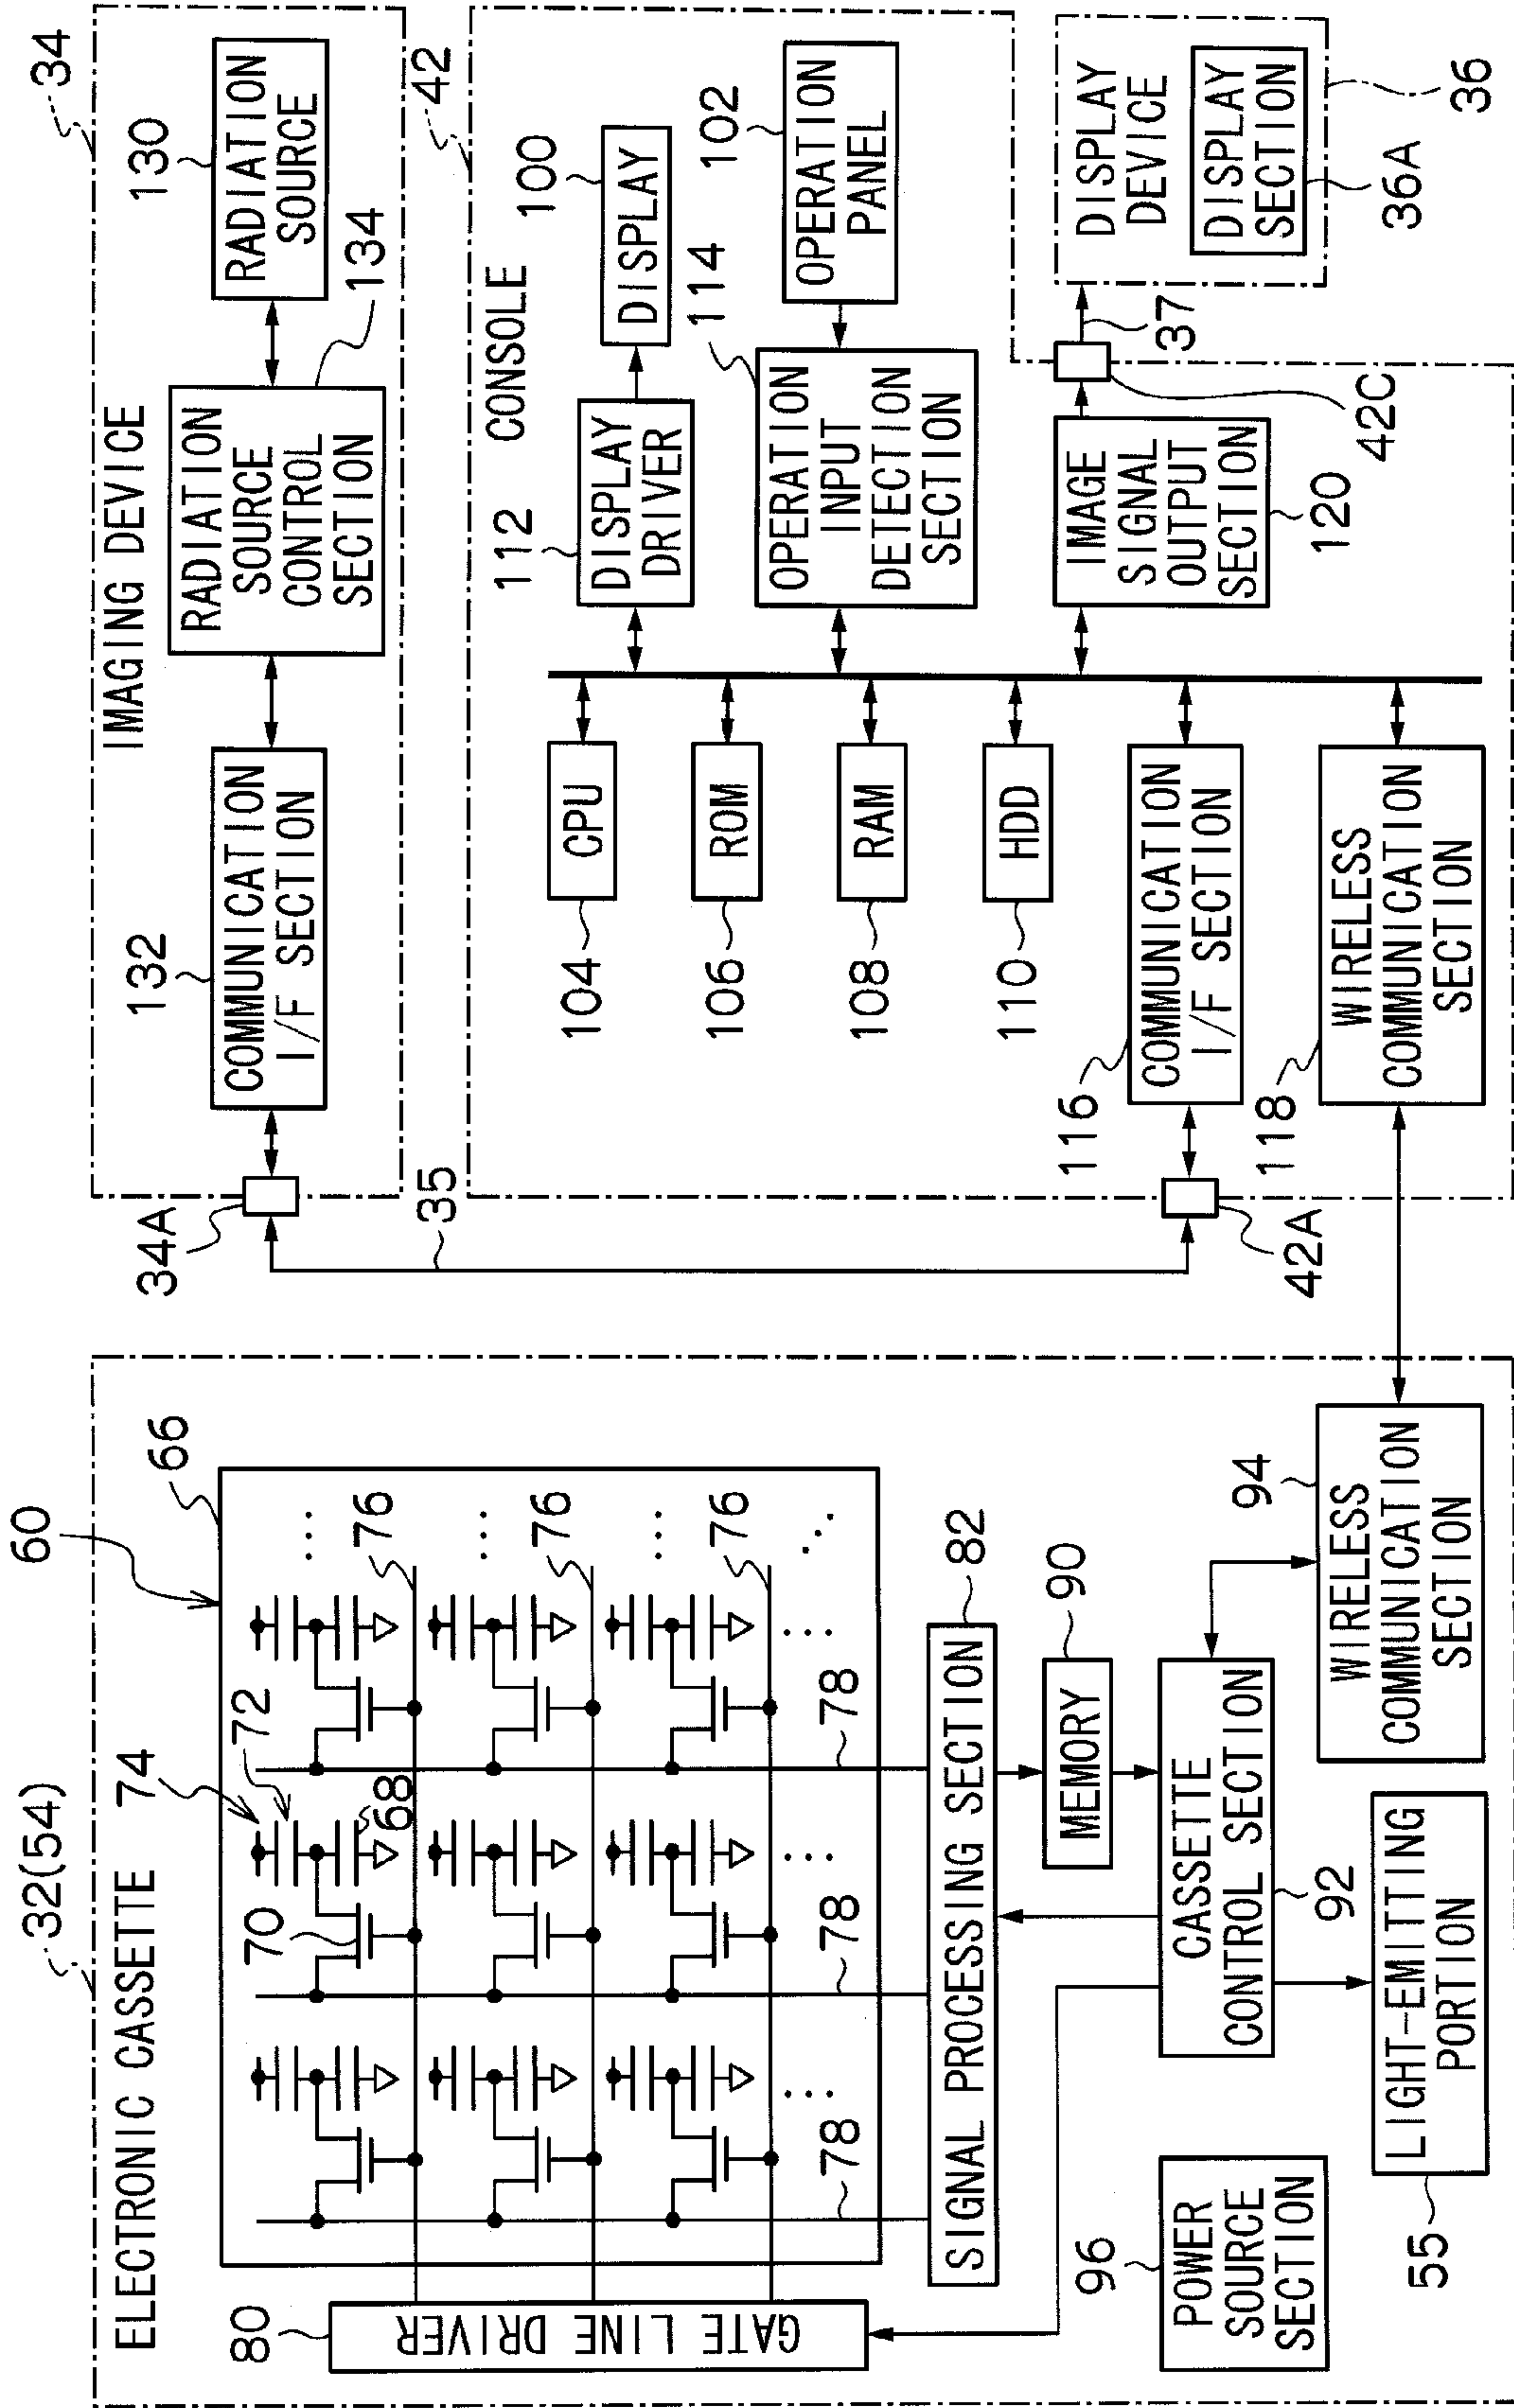 32(54)
ELECTRONIC CASSETTE
60
66
74
72
70
68
76
76
76
78
78
78
80
GATE LINE DRIVER
SIGNAL PROCESSING SECTION
82
MEMORY
90
CASSETTE
CONTROL SECTION
92
WIRELESS
COMMUNICATION
SECTION
94
96
POWER
SOURCE
SECTION
LIGHT-EMITTING
PORTION
55
34
IMAGING DEVICE
34A
132
COMMUNICATION
I/F SECTION
RADIATION
SOURCE
CONTROL
SECTION
134
130
RADIATION
SOURCE
35
42
CONSOLE
104
CPU
106
ROM
108
RAM
110
HDD
116
COMMUNICATION
I/F SECTION
42A
118
WIRELESS
COMMUNICATION
SECTION
112
DISPLAY
DRIVER
100
DISPLAY
114
OPERATION
INPUT
DETECTION
SECTION
102
OPERATION
PANEL
IMAGE
SIGNAL
OUTPUT
SECTION
120
42C
37
DISPLAY
DEVICE
DISPLAY
SECTION
36A
36